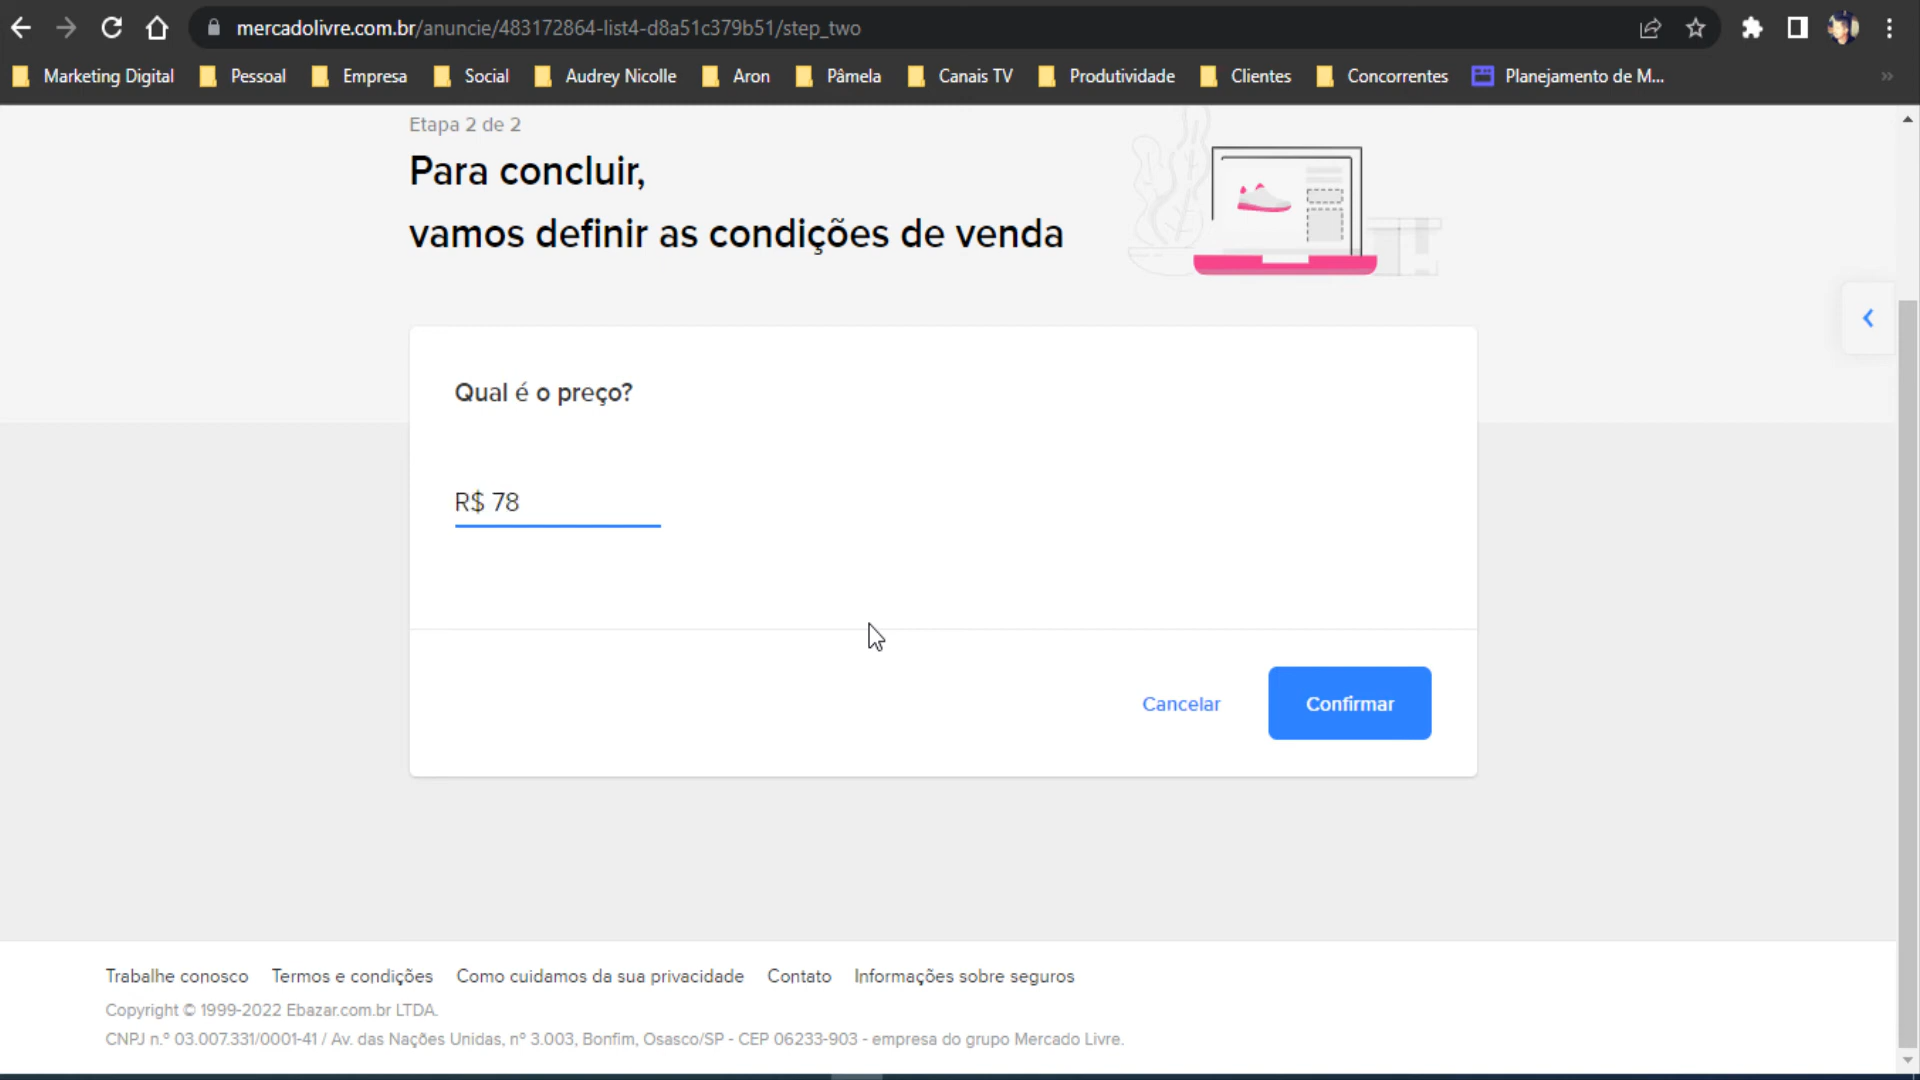 mercadolivre.com.br/anuncie/483172864-list4-d8a51c379b51/step_two
Marketing Digital Pessoal Empresa Social Audrey Nicolle Aron Pâmela Canais TV Produtividade Clientes Concorrentes Planejamento de M...
Etapa 2 de 2
Para concluir,
vamos definir as condições de venda
Qual é o preço?
R$ 78
Cancelar Confirmar
Trabalhe conosco Termos e condições Como cuidamos da sua privacidade Contato Informações sobre seguros
Copyright © 1999-2022 Ebazar.com.br LTDA.
CNPJ n.º 03.007.331/0001-41 / Av. das Nações Unidas, nº 3.003, Bonfim, Osasco/SP - CEP 06233-903 - empresa do grupo Mercado Livre.